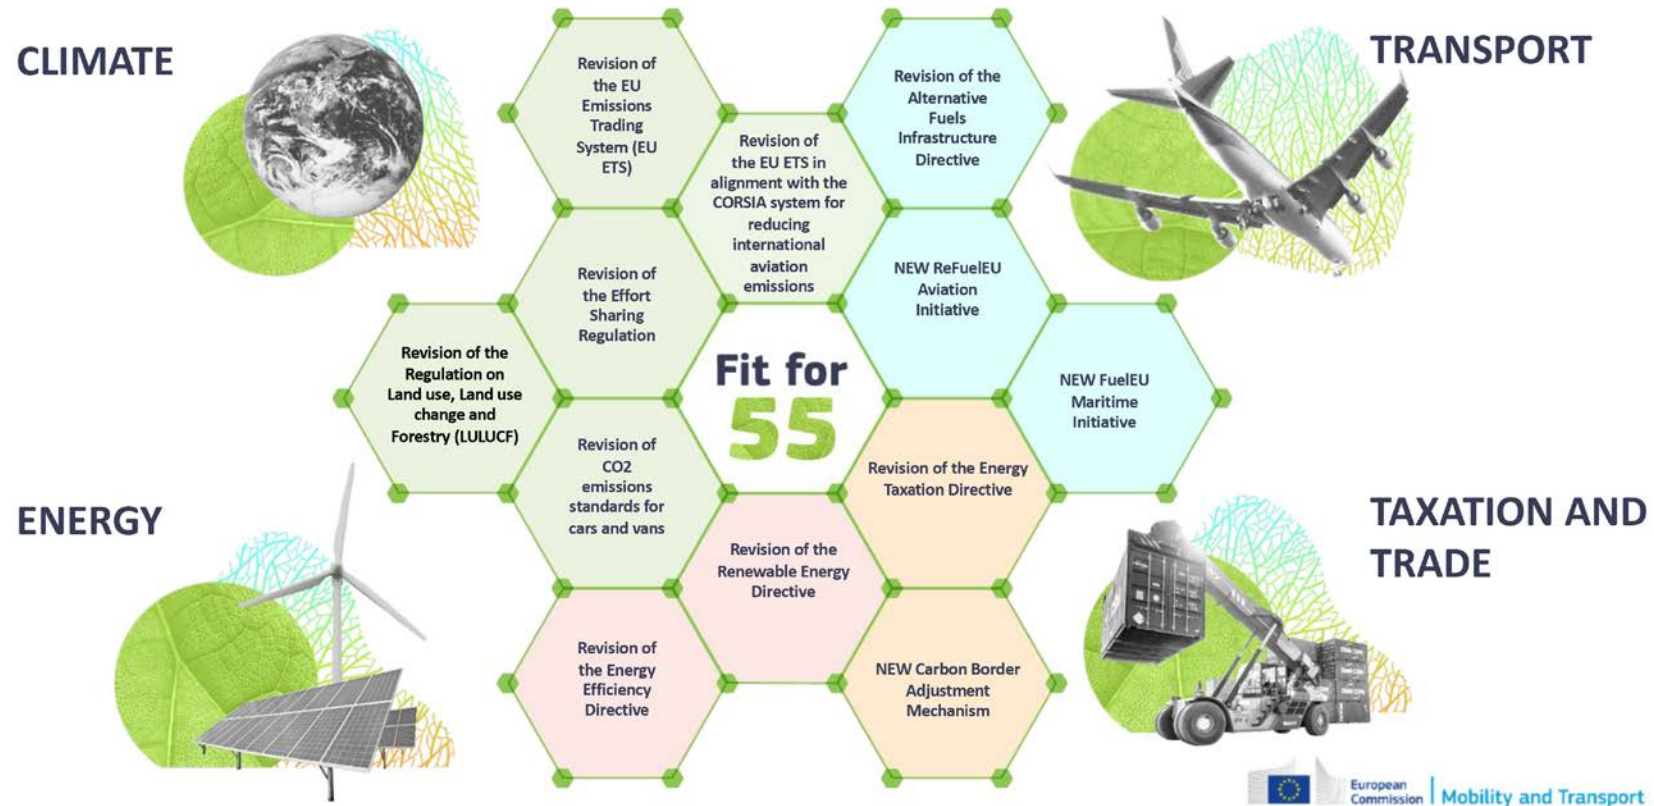 CLIMATE
TRANSPORT
Revision of
the EU
Emissions
Trading
System (EU
ETS)
Revision of
the EU ETS in
alignment with the
CORSIA system for
reducing
international
aviation
emissions
Revision of the
Alternative
Fuels
Infrastructure
Directive
Revision of
the Effort
Sharing
Regulation
NEW ReFuelEU
Aviation
Initiative
Revision of the
Regulation on
Land use, Land use
change and
Forestry (LULUCF)
Fit for
55
NEW FuelEU
Maritime
Initiative
Revision of
CO2
emissions
standards for
cars and vans
Revision of the Energy
Taxation Directive
ENERGY
TAXATION AND
TRADE
Revision of the
Renewable Energy
Directive
Revision of
the Energy
Efficiency
Directive
NEW Carbon Border
Adjustment
Mechanism
European
Commission
Mobility and Transport